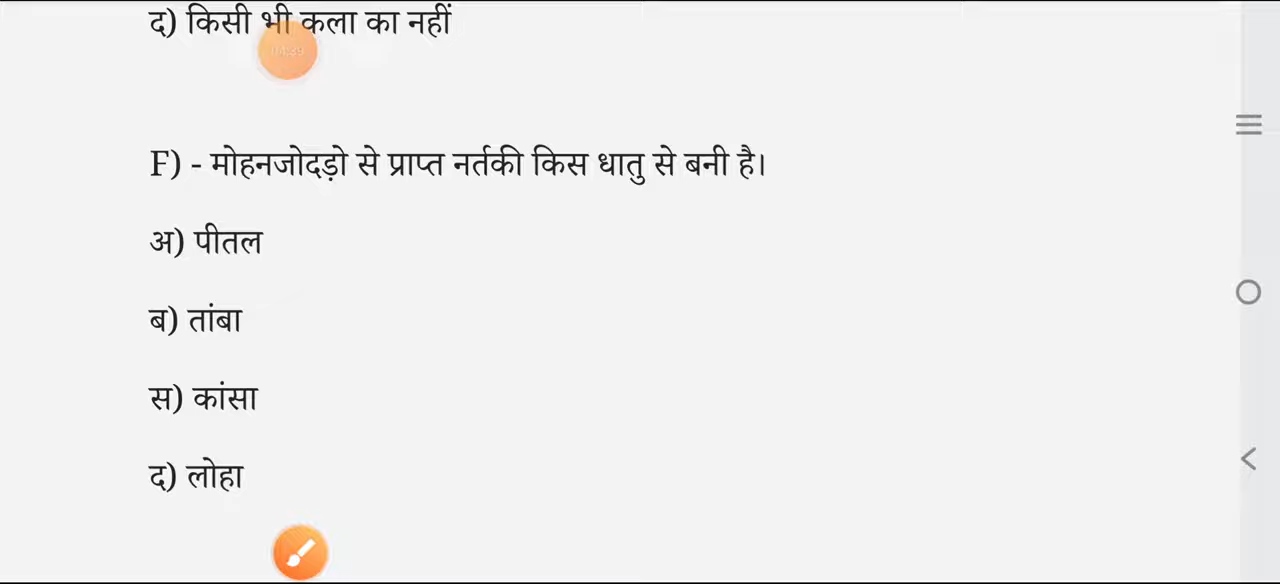 द) किसी भी कला का नहीं
F) - मोहनजोदड़ो से प्राप्त नर्तकी किस धातु से बनी है।
अ) पीतल
ब) तांबा
स) कांसा
द) लोहा